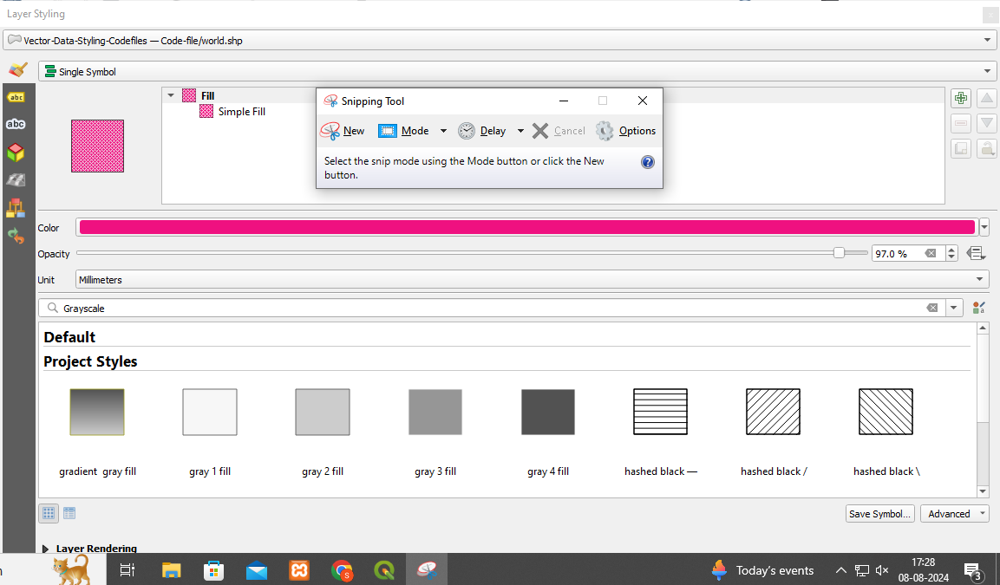 Layer Styling
Vector-Data-Styling-Codefiles — Code-file/world.shp
Single Symbol
abc
abc
Fill
Simple Fill
Snipping Tool
New Mode Delay Cancel Options
Select the snip mode using the Mode button or click the New
button.
Color
Opacity 97.0 %
Unit Millimeters
Grayscale
Default
Project Styles
gradient gray fill gray 1 fill gray 2 fill gray 3 fill gray 4 fill hashed black — hashed black / hashed black \
Save Symbol... Advanced
Layer Rendering
Today's events
17:28
08-08-2024
3